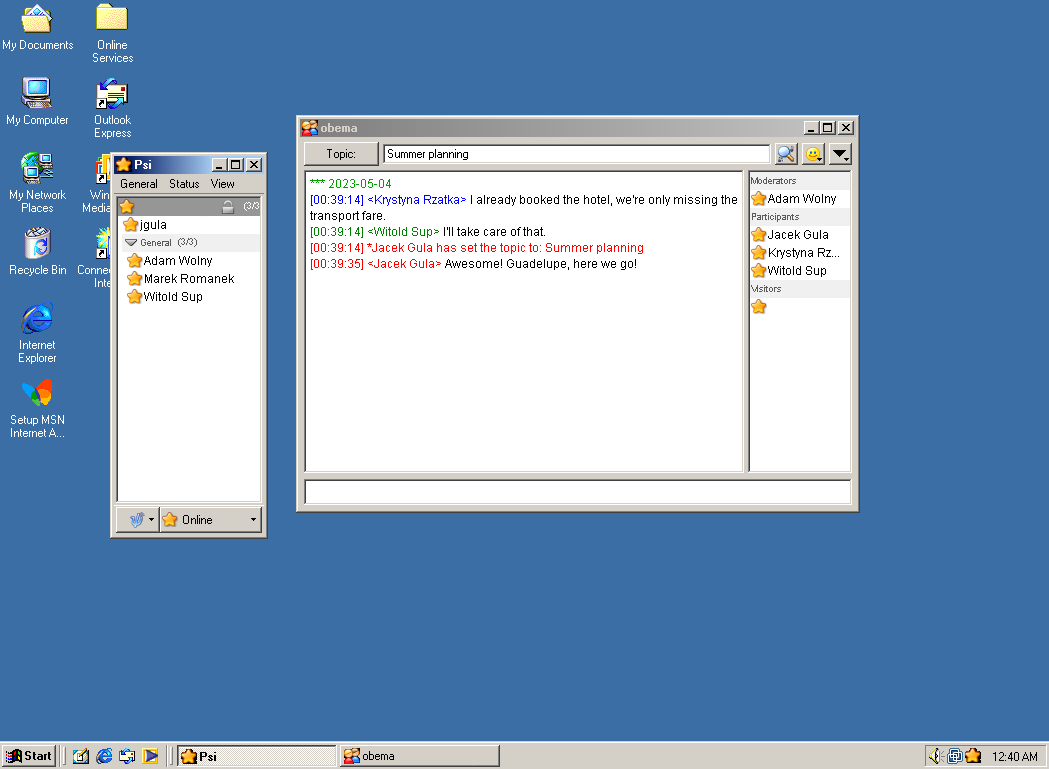 My Documents
Online
Services
My Computer
Outlook
Express
My Network
Places
Win
Media
Recycle Bin
Connec
Inte
Internet
Explorer
Setup MSN
Internet A...
Psi
General Status View
(3/3
jgula
General (3/3)
Adam Wolny
Marek Romanek
Witold Sup
Online
obema
Topic:
Summer planning
*** 2023-05-04
[00:39:14] <Krystyna Rzatka> I already booked the hotel, we're only missing the
transport fare.
[00:39:14] <Witold Sup> I'll take care of that.
[00:39:14] *Jacek Gula has set the topic to: Summer planning
[00:39:35] <Jacek Gula> Awesome! Guadelupe, here we go!
Moderators
Adam Wolny
Participants
Jacek Gula
Krystyna Rz...
Witold Sup
Visitors
Start
Psi
obema
12:40 AM